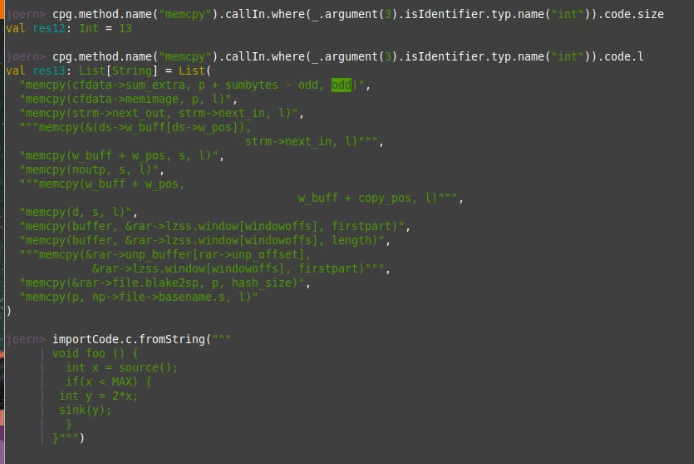 joern> cpg.method.name("memcpy").callIn.where(_.argument(3).isIdentifier.typ.name("int")).code.size
val res12: Int = 13
joern> cpg.method.name("memcpy").callIn.where(_.argument(3).isIdentifier.typ.name("int")).code.l
val res13: List[String] = List(
  "memcpy(cfdata->sum_extra, p + sumbytes - odd, odd)",
  "memcpy(cfdata->memimage, p, l)",
  "memcpy(strm->next_out, strm->next_in, l)",
  """memcpy(&(ds->w_buff[ds->w_pos]),
                                    strm->next_in, l)""",
  "memcpy(w_buff + w_pos, s, l)",
  "memcpy(noutp, s, l)",
  """memcpy(w_buff + w_pos,
                                            w_buff + copy_pos, l)""",
  "memcpy(d, s, l)",
  "memcpy(buffer, &rar->lzss.window[windowoffs], firstpart)",
  "memcpy(buffer, &rar->lzss.window[windowoffs], length)",
  """memcpy(&rar->unp_buffer[rar->unp_offset],
             &rar->lzss.window[windowoffs], firstpart)""",
  "memcpy(&rar->file.blake2sp, p, hash_size)",
  "memcpy(p, np->file->basename.s, l)"
)
joern> importCode.c.fromString("""
     | void foo () {
     |   int x = source();
     |   if(x < MAX) {
     |  int y = 2*x;
     |  sink(y);
     |   }
     | }""")